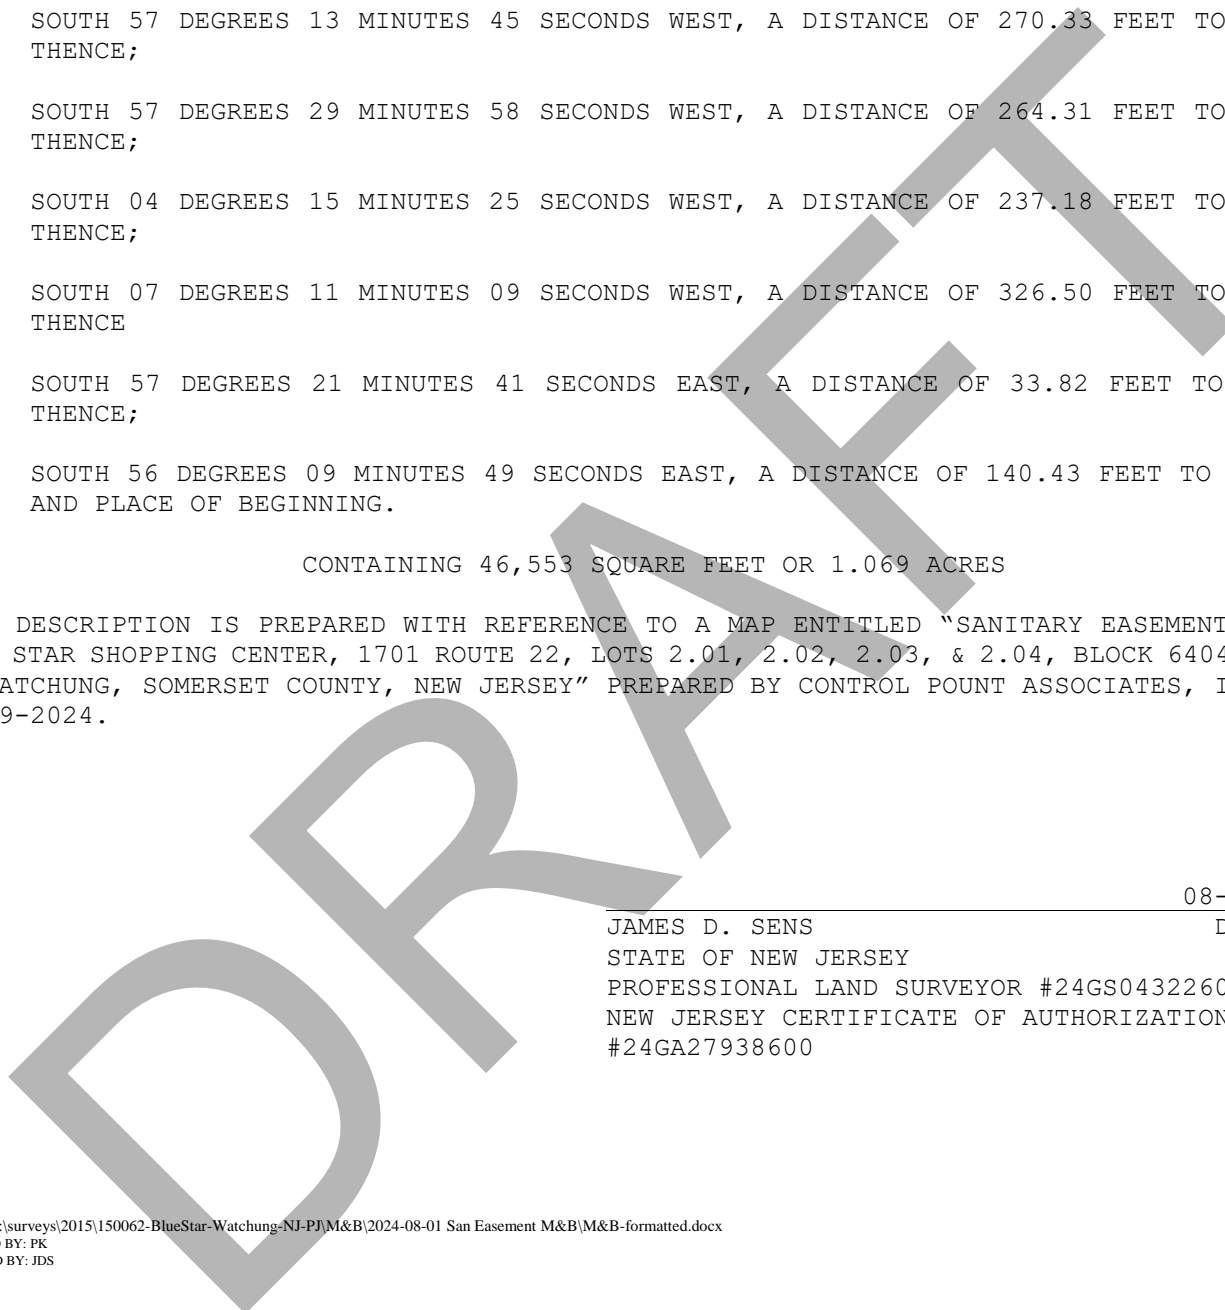 SOUTH 57 DEGREES 13 MINUTES 45 SECONDS WEST, A DISTANCE OF 270.33 FEET TO
THENCE;
SOUTH 57 DEGREES 29 MINUTES 58 SECONDS WEST, A DISTANCE OF 264.31 FEET TO
THENCE;
SOUTH 04 DEGREES 15 MINUTES 25 SECONDS WEST, A DISTANCE OF 237.18 FEET TO
THENCE;
SOUTH 07 DEGREES 11 MINUTES 09 SECONDS WEST, A DISTANCE OF 326.50 FEET TO
THENCE
SOUTH 57 DEGREES 21 MINUTES 41 SECONDS EAST, A DISTANCE OF 33.82 FEET TO
THENCE;
SOUTH 56 DEGREES 09 MINUTES 49 SECONDS EAST, A DISTANCE OF 140.43 FEET TO
AND PLACE OF BEGINNING.
CONTAINING 46,553 SQUARE FEET OR 1.069 ACRES
DESCRIPTION IS PREPARED WITH REFERENCE TO A MAP ENTITLED “SANITARY EASEMENT
STAR SHOPPING CENTER, 1701 ROUTE 22, LOTS 2.01, 2.02, 2.03, & 2.04, BLOCK 6404
ATCHUNG, SOMERSET COUNTY, NEW JERSEY” PREPARED BY CONTROL POUNT ASSOCIATES, I
9-2024.
08-
JAMES D. SENS D
STATE OF NEW JERSEY
PROFESSIONAL LAND SURVEYOR #24GS0432260
NEW JERSEY CERTIFICATE OF AUTHORIZATION
#24GA27938600
:\surveys\2015\150062-BlueStar-Watchung-NJ-PJ\M&B\2024-08-01 San Easement M&B\M&B-formatted.docx
BY: PK
BY: JDS
DRAFT